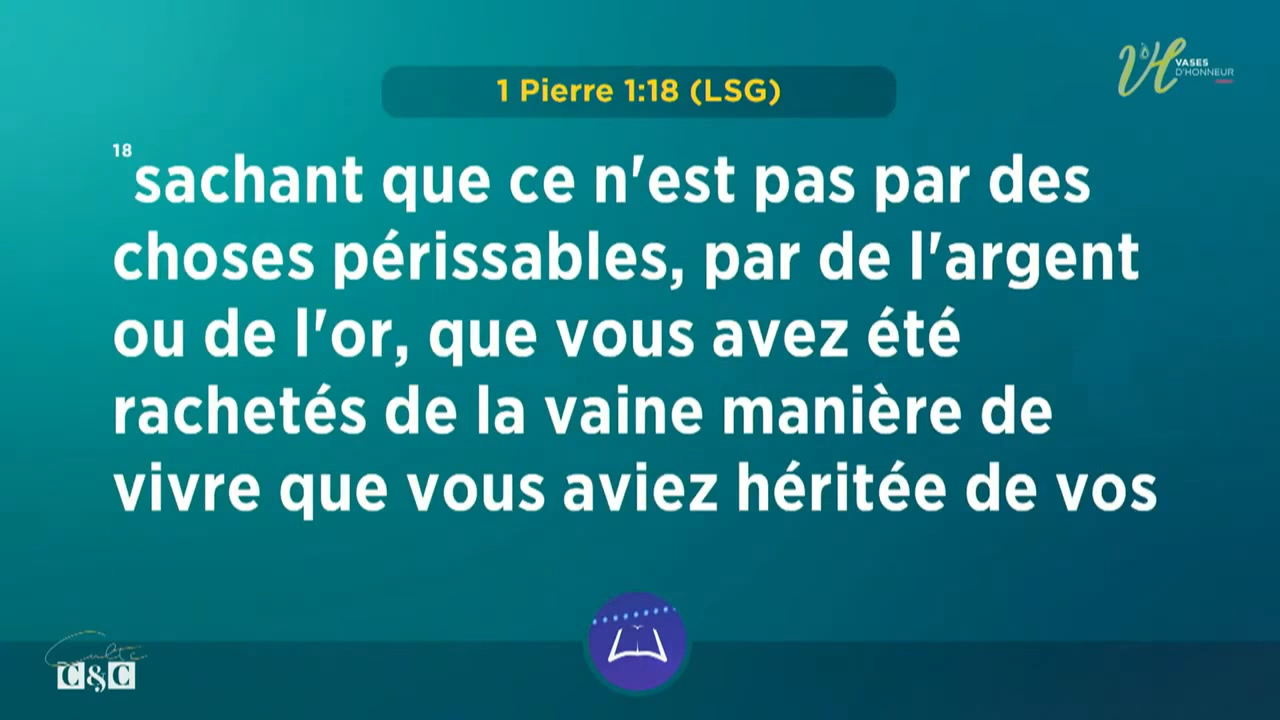 1 Pierre 1:18 (LSG)
VASES
D'HONNEUR
18 sachant que ce n'est pas par des
choses périssables, par de l'argent
ou de l'or, que vous avez été
rachetés de la vaine manière de
vivre que vous aviez héritée de vos
Culte
C&C